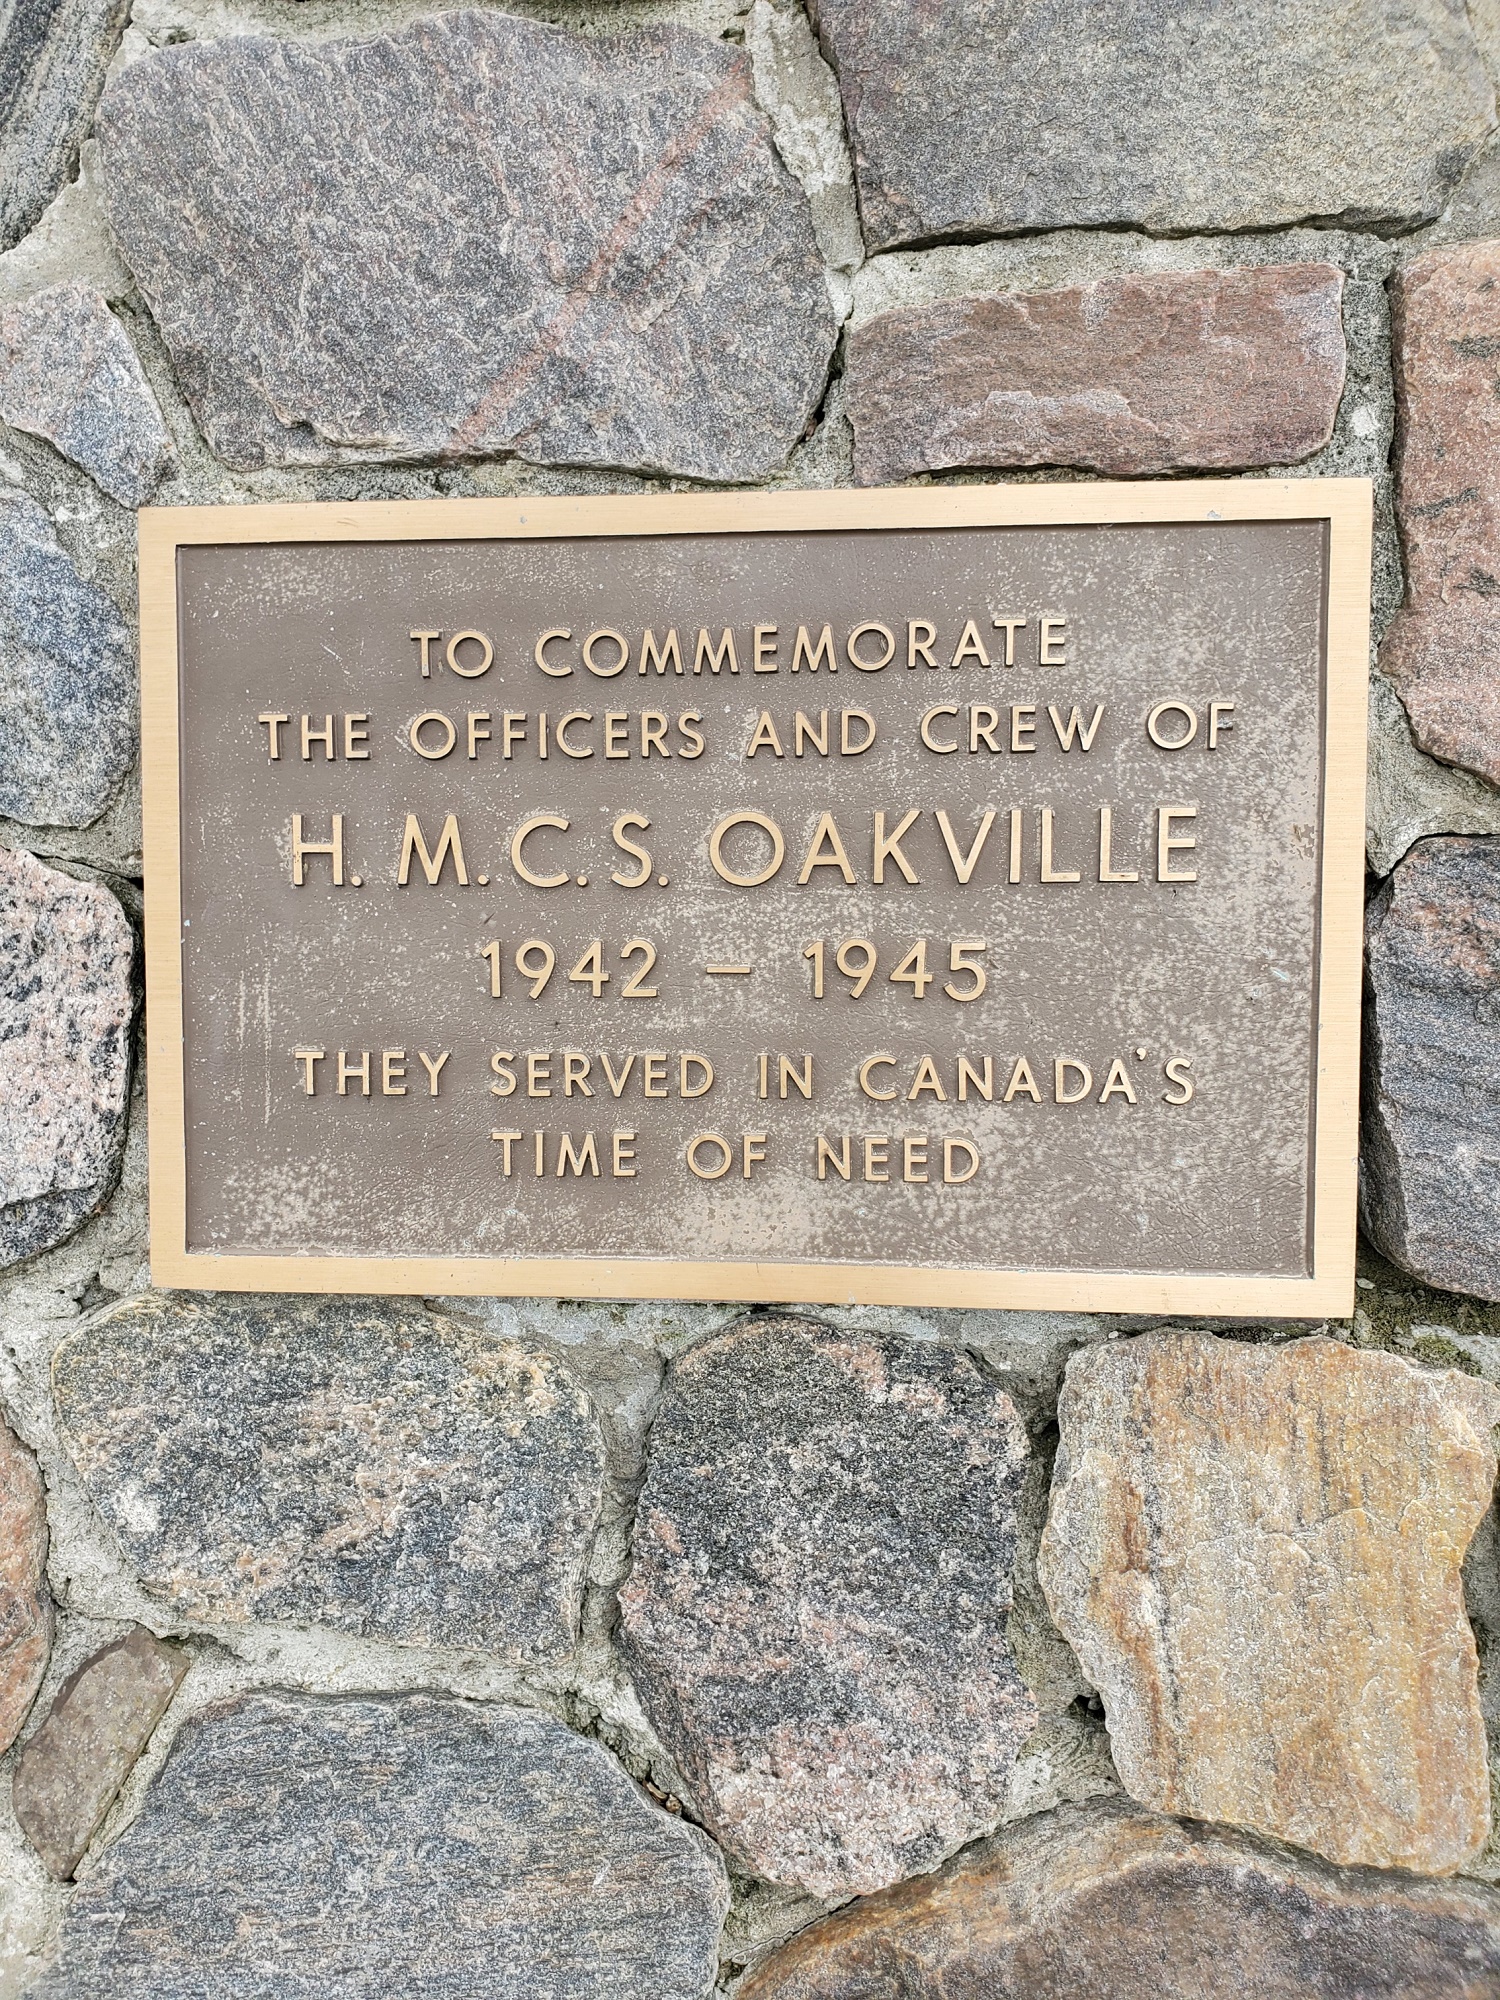 TO COMMEMORATE
THE OFFICERS AND CREW OF
H.M.C.S. OAKVILLE
1942 – 1945
THEY SERVED IN CANADA'S
TIME OF NEED